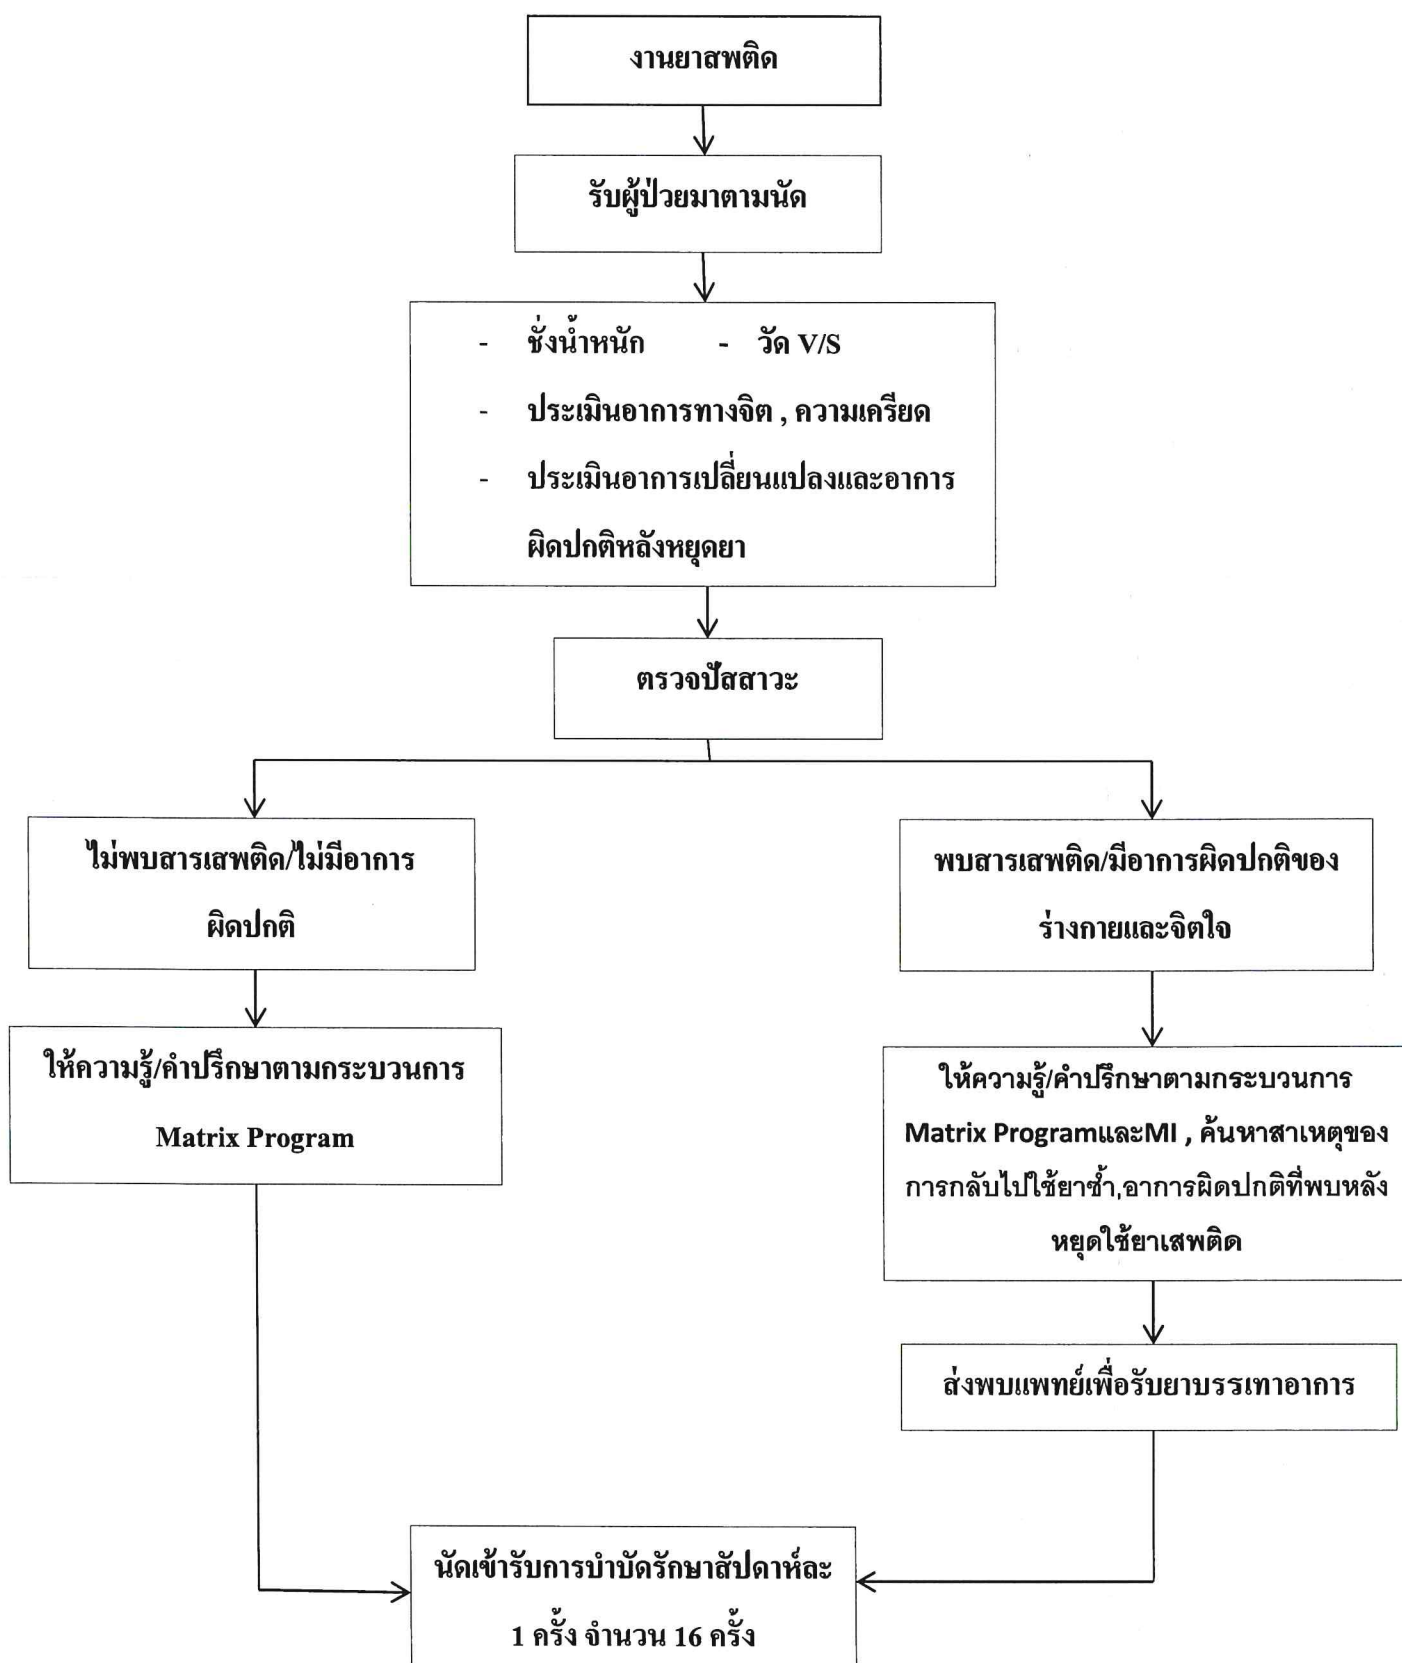 งานยาสพติด
รับผู้ป่วยมาตามนัด
- ชั่งน้ำหนัก - วัด V/S
- ประเมินอาการทางจิต , ความเครียด
- ประเมินอาการเปลี่ยนแปลงและอาการ
ผิดปกติหลังหยุดยา
ตรวจปัสสาวะ
ไม่พบสารเสพติด/ไม่มีอาการ
ผิดปกติ
พบสารเสพติด/มีอาการผิดปกติของ
ร่างกายและจิตใจ
ให้ความรู้/คำปรึกษาตามกระบวนการ
Matrix Program
ให้ความรู้/คำปรึกษาตามกระบวนการ
Matrix ProgramและMI , ค้นหาสาเหตุของ
การกลับไปใช้ยาซ้ำ,อาการผิดปกติที่พบหลัง
หยุดใช้ยาเสพติด
ส่งพบแพทย์เพื่อรับยาบรรเทาอาการ
นัดเข้ารับการบำบัดรักษาสัปดาห์ละ
1 ครั้ง จำนวน 16 ครั้ง